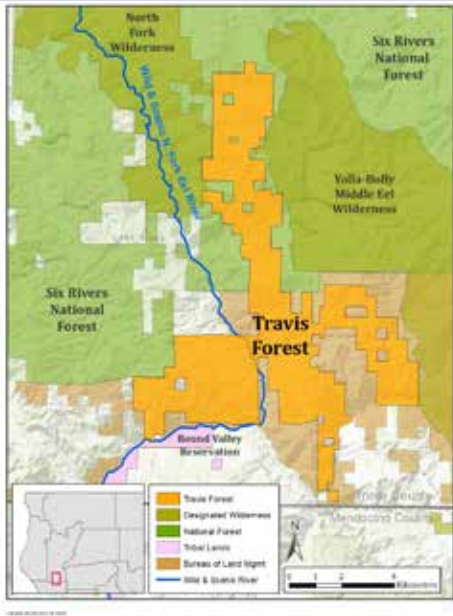 North
Fork
Wilderness
Six Rivers
National
Forest
Wild & Scenic N. Fork Eel River
Yolla-Bolly
Middle Eel
Wilderness
Six Rivers
National
Forest
Travis
Forest
Round Valley
Reservation
Trinity County
Mendocino County
Travis Forest
Designated Wilderness
National Forest
Tribal Lands
Bureau of Land Mgmt
Wild & Scenic River
N
0 1 2 4
Kilometers